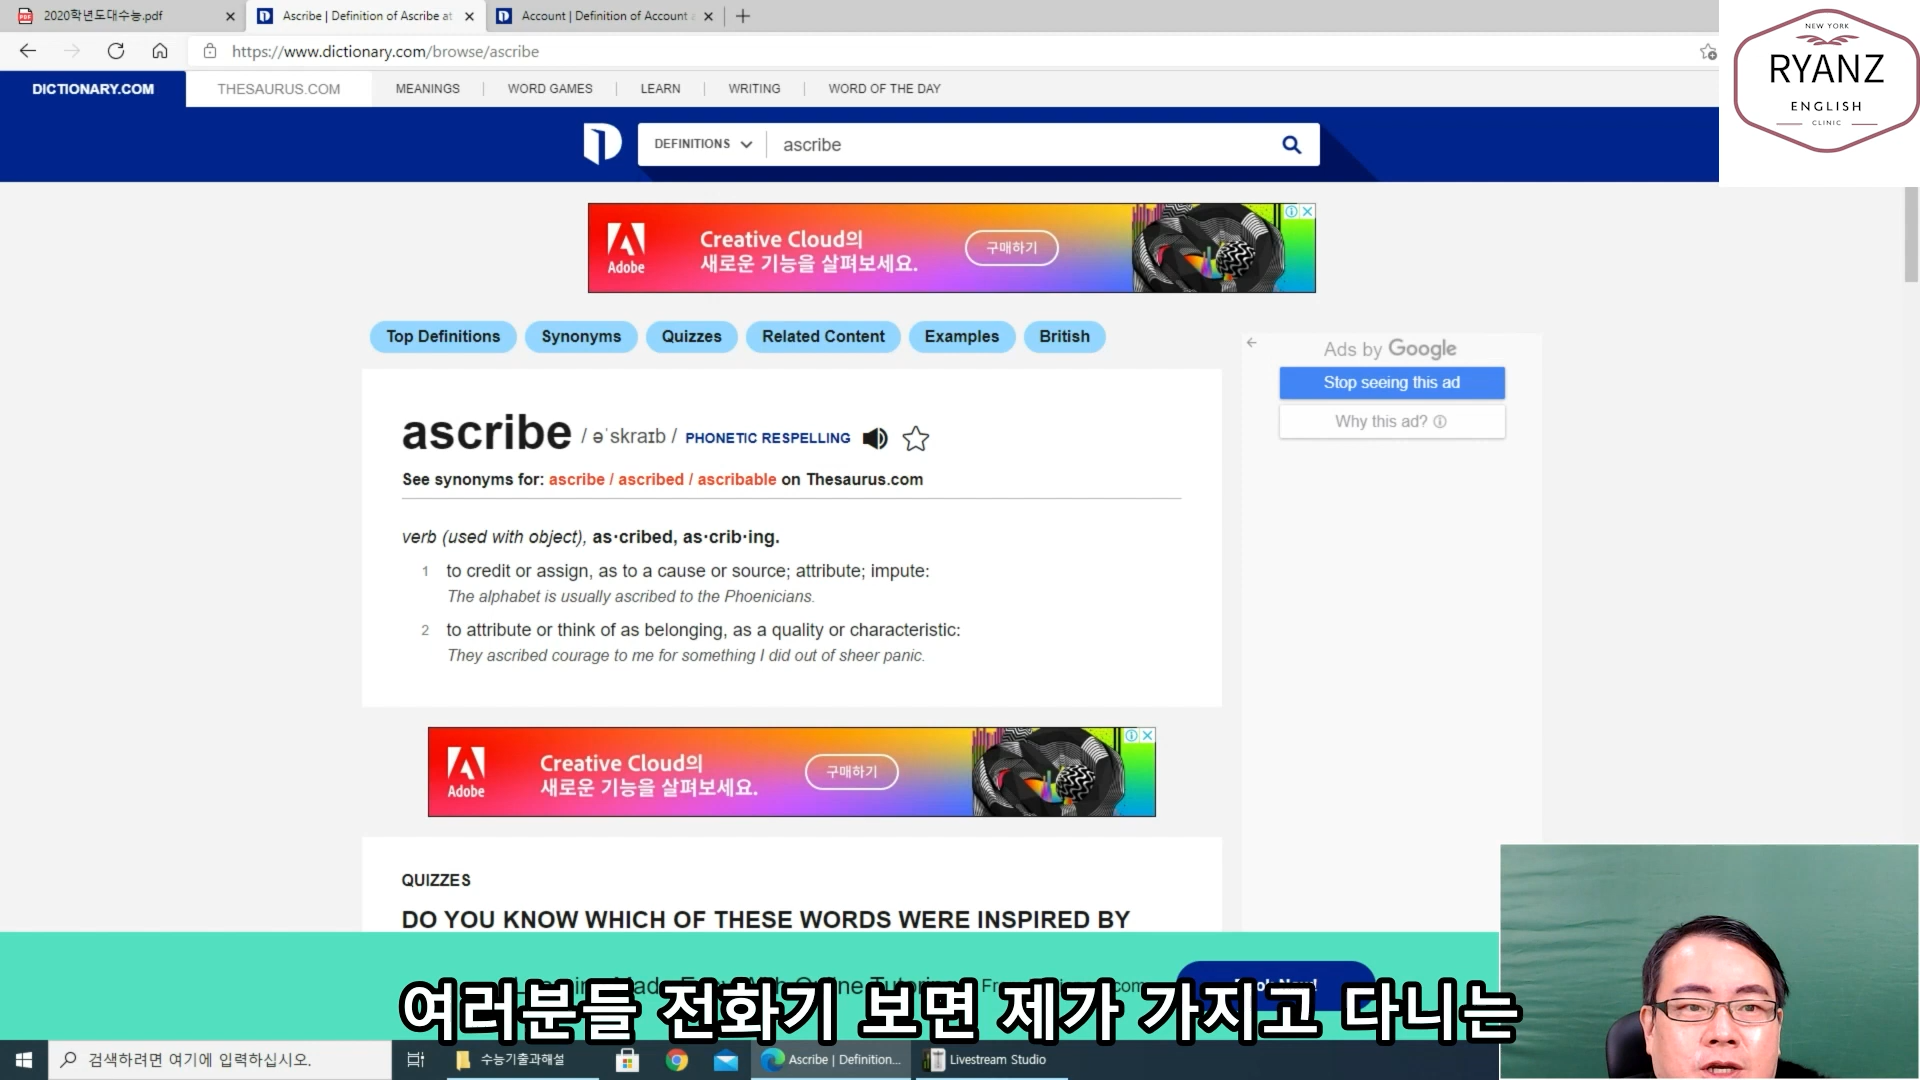 2020학년도대수능.pdf
Ascribe | Definition of Ascribe at
Account | Definition of Account
https://www.dictionary.com/browse/ascribe
NEW YORK
RYANZ
ENGLISH
CLINIC
DICTIONARY.COM
THESAURUS.COM
MEANINGS
WORD GAMES
LEARN
WRITING
WORD OF THE DAY
DEFINITIONS
ascribe
Adobe
Creative Cloud의
새로운 기능을 살펴보세요.
구매하기
Top Definitions
Synonyms
Quizzes
Related Content
Examples
British
Ads by Google
Stop seeing this ad
Why this ad?
ascribe / əˈskraɪb / PHONETIC RESPELLING
See synonyms for: ascribe / ascribed / ascribable on Thesaurus.com
verb (used with object), as·cribed, as·crib·ing.
1 to credit or assign, as to a cause or source; attribute; impute:
The alphabet is usually ascribed to the Phoenicians.
2 to attribute or think of as belonging, as a quality or characteristic:
They ascribed courage to me for something I did out of sheer panic.
Adobe
Creative Cloud의
새로운 기능을 살펴보세요.
구매하기
QUIZZES
DO YOU KNOW WHICH OF THESE WORDS WERE INSPIRED BY
여러분들 전화기 보면 제가 가지고 다니는
검색하려면 여기에 입력하십시오.
수능기출과해설
Ascribe | Definition...
Livestream Studio